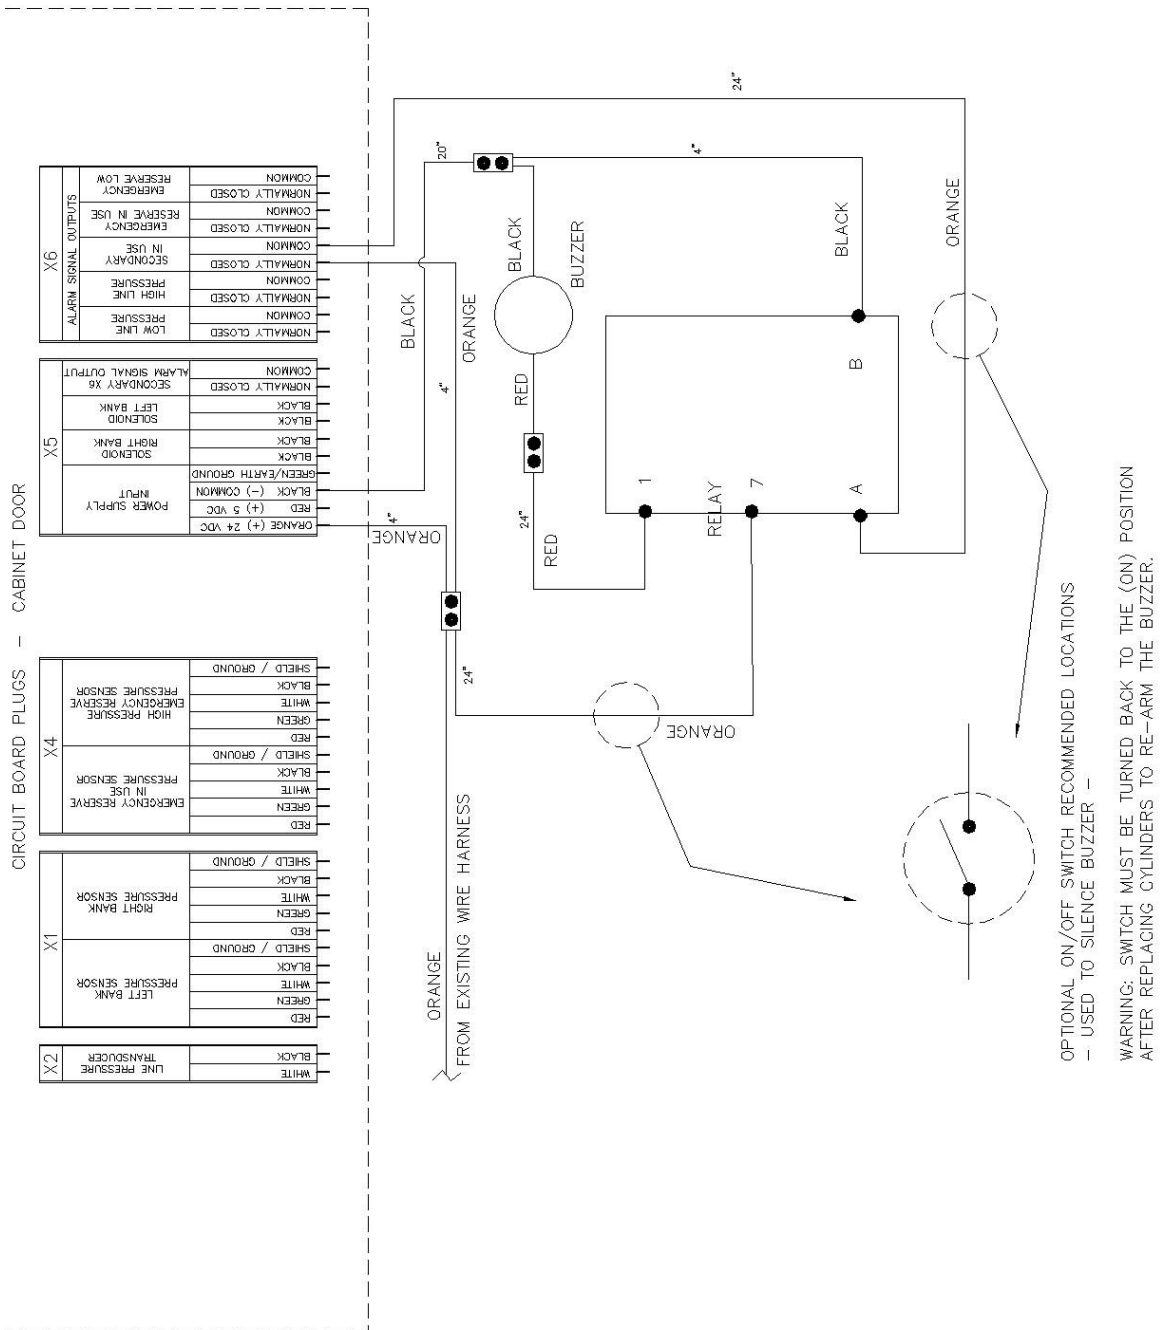 CIRCUIT BOARD PLUGS - CABINET DOOR
X2
LINE PRESSURE
TRANSDUCER
WHITE
BLACK
X1
LEFT BANK
PRESSURE SENSOR
RED
GREEN
WHITE
BLACK
SHIELD / GROUND
RIGHT BANK
PRESSURE SENSOR
RED
GREEN
WHITE
BLACK
SHIELD / GROUND
X4
EMERGENCY RESERVE
IN USE
PRESSURE SENSOR
RED
GREEN
WHITE
BLACK
SHIELD / GROUND
HIGH PRESSURE
EMERGENCY RESERVE
PRESSURE SENSOR
RED
GREEN
WHITE
BLACK
SHIELD / GROUND
X5
POWER SUPPLY
INPUT
ORANGE (+) 24 VDC
RED (+) 5 VDC
BLACK (-) COMMON
GREEN/EARTH GROUND
SOLENOID
RIGHT BANK
BLACK
BLACK
SOLENOID
LEFT BANK
BLACK
BLACK
SECONDARY X6
ALARM SIGNAL OUTPUT
NORMALLY CLOSED
COMMON
X6
ALARM SIGNAL OUTPUTS
LOW LINE
PRESSURE
NORMALLY CLOSED
COMMON
HIGH LINE
PRESSURE
NORMALLY CLOSED
COMMON
SECONDARY
IN USE
NORMALLY CLOSED
COMMON
EMERGENCY
RESERVE IN USE
NORMALLY CLOSED
COMMON
EMERGENCY
RESERVE LOW
NORMALLY CLOSED
COMMON
ORANGE
FROM EXISTING WIRE HARNESS
4"
ORANGE
24"
ORANGE
4"
ORANGE
BLACK
20"
BLACK
BUZZER
RED
24"
RED
4"
BLACK
24"
ORANGE
1
RELAY
7
A
B
OPTIONAL ON/OFF SWITCH RECOMMENDED LOCATIONS
- USED TO SILENCE BUZZER -
WARNING: SWITCH MUST BE TURNED BACK TO THE (ON) POSITION
AFTER REPLACING CYLINDERS TO RE-ARM THE BUZZER.